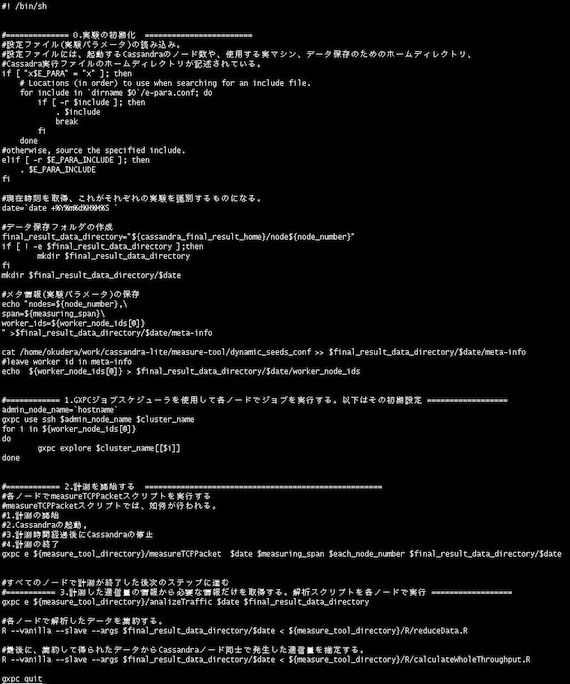 #! /bin/sh
#============= 0.実験の初期化 ======================
#設定ファイル(実験パラメータ)の読み込み。
#設定ファイルには、起動するCassandraのノード数や、使用する実マシン、データ保存のためのホームディレクトリ、
#Cassadra実行ファイルのホームディレクトリが記述されている。
if [ "x$E_PARA" = "x" ]; then
# Locations (in order) to use when searching for an include file.
for include in `dirname $0`/e-para.conf; do
if [ -r $include ]; then
. $include
break
fi
done
#otherwise, source the specified include.
elif [ -r $E_PARA_INCLUDE ]; then
. $E_PARA_INCLUDE
fi
#現在時刻を取得、これがそれぞれの実験を識別するものになる。
date=`date +%Y%m%d%H%M%S `
#データ保存フォルダの作成
final_result_data_directory="${cassandra_final_result_home}/node${node_number}"
if [ ! -e $final_result_data_directory ];then
mkdir $final_result_data_directory
fi
mkdir $final_result_data_directory/$date
#メタ情報(実験パラメータ)の保存
echo "nodes=${node_number},\
span=${measuring_span}\
worker_ids=${worker_node_ids[@]}
" >$final_result_data_directory/$date/meta-info
cat /home/okudera/work/cassandra-lite/measure-tool/dynamic_seeds_conf >> $final_result_data_directory/$date/meta-info
#leave worker id in meta-info
echo ${worker_node_ids[@]} > $final_result_data_directory/$date/worker_node_ids
#============ 1.GXPCジョブスケジューラを使用して各ノードでジョブを実行する。以下はその初期設定 =================
admin_node_name=`hostname`
gxpc use ssh $admin_node_name $cluster_name
for i in ${worker_node_ids[@]}
do
gxpc explore $cluster_name[[$i]]
done
#============ 2.計測を開始する ==================================================
#各ノードでmeasureTCPPacketスクリプトを実行する
#measureTCPPacketスクリプトでは、如何が行われる。
#1.計測の開始
#2.Cassandraの起動,
#3.計測時間経過後にCassandraの停止
#4.計測の終了
gxpc e ${measure_tool_directory}/measureTCPPacket $date $measuring_span $each_node_number $final_result_data_directory/$date
#すべてのノードで計測が終了した後次のステップに進む
#=========== 3.計測した通信量の情報から必要な情報だけを取得する。解析スクリプトを各ノードで実行 =================
gxpc e ${measure_tool_directory}/analizeTraffic $date $final_result_data_directory
#各ノードで解析したデータを集約する。
R --vanilla --slave --args $final_result_data_directory/$date < ${measure_tool_directory}/R/reduceData.R
#最後に、集約して得られたデータからCassandraノード同士で発生した通信量を推定する。
R --vanilla --slave --args $final_result_data_directory/$date < ${measure_tool_directory}/R/calculateWholeThroughput.R
gxpc quit